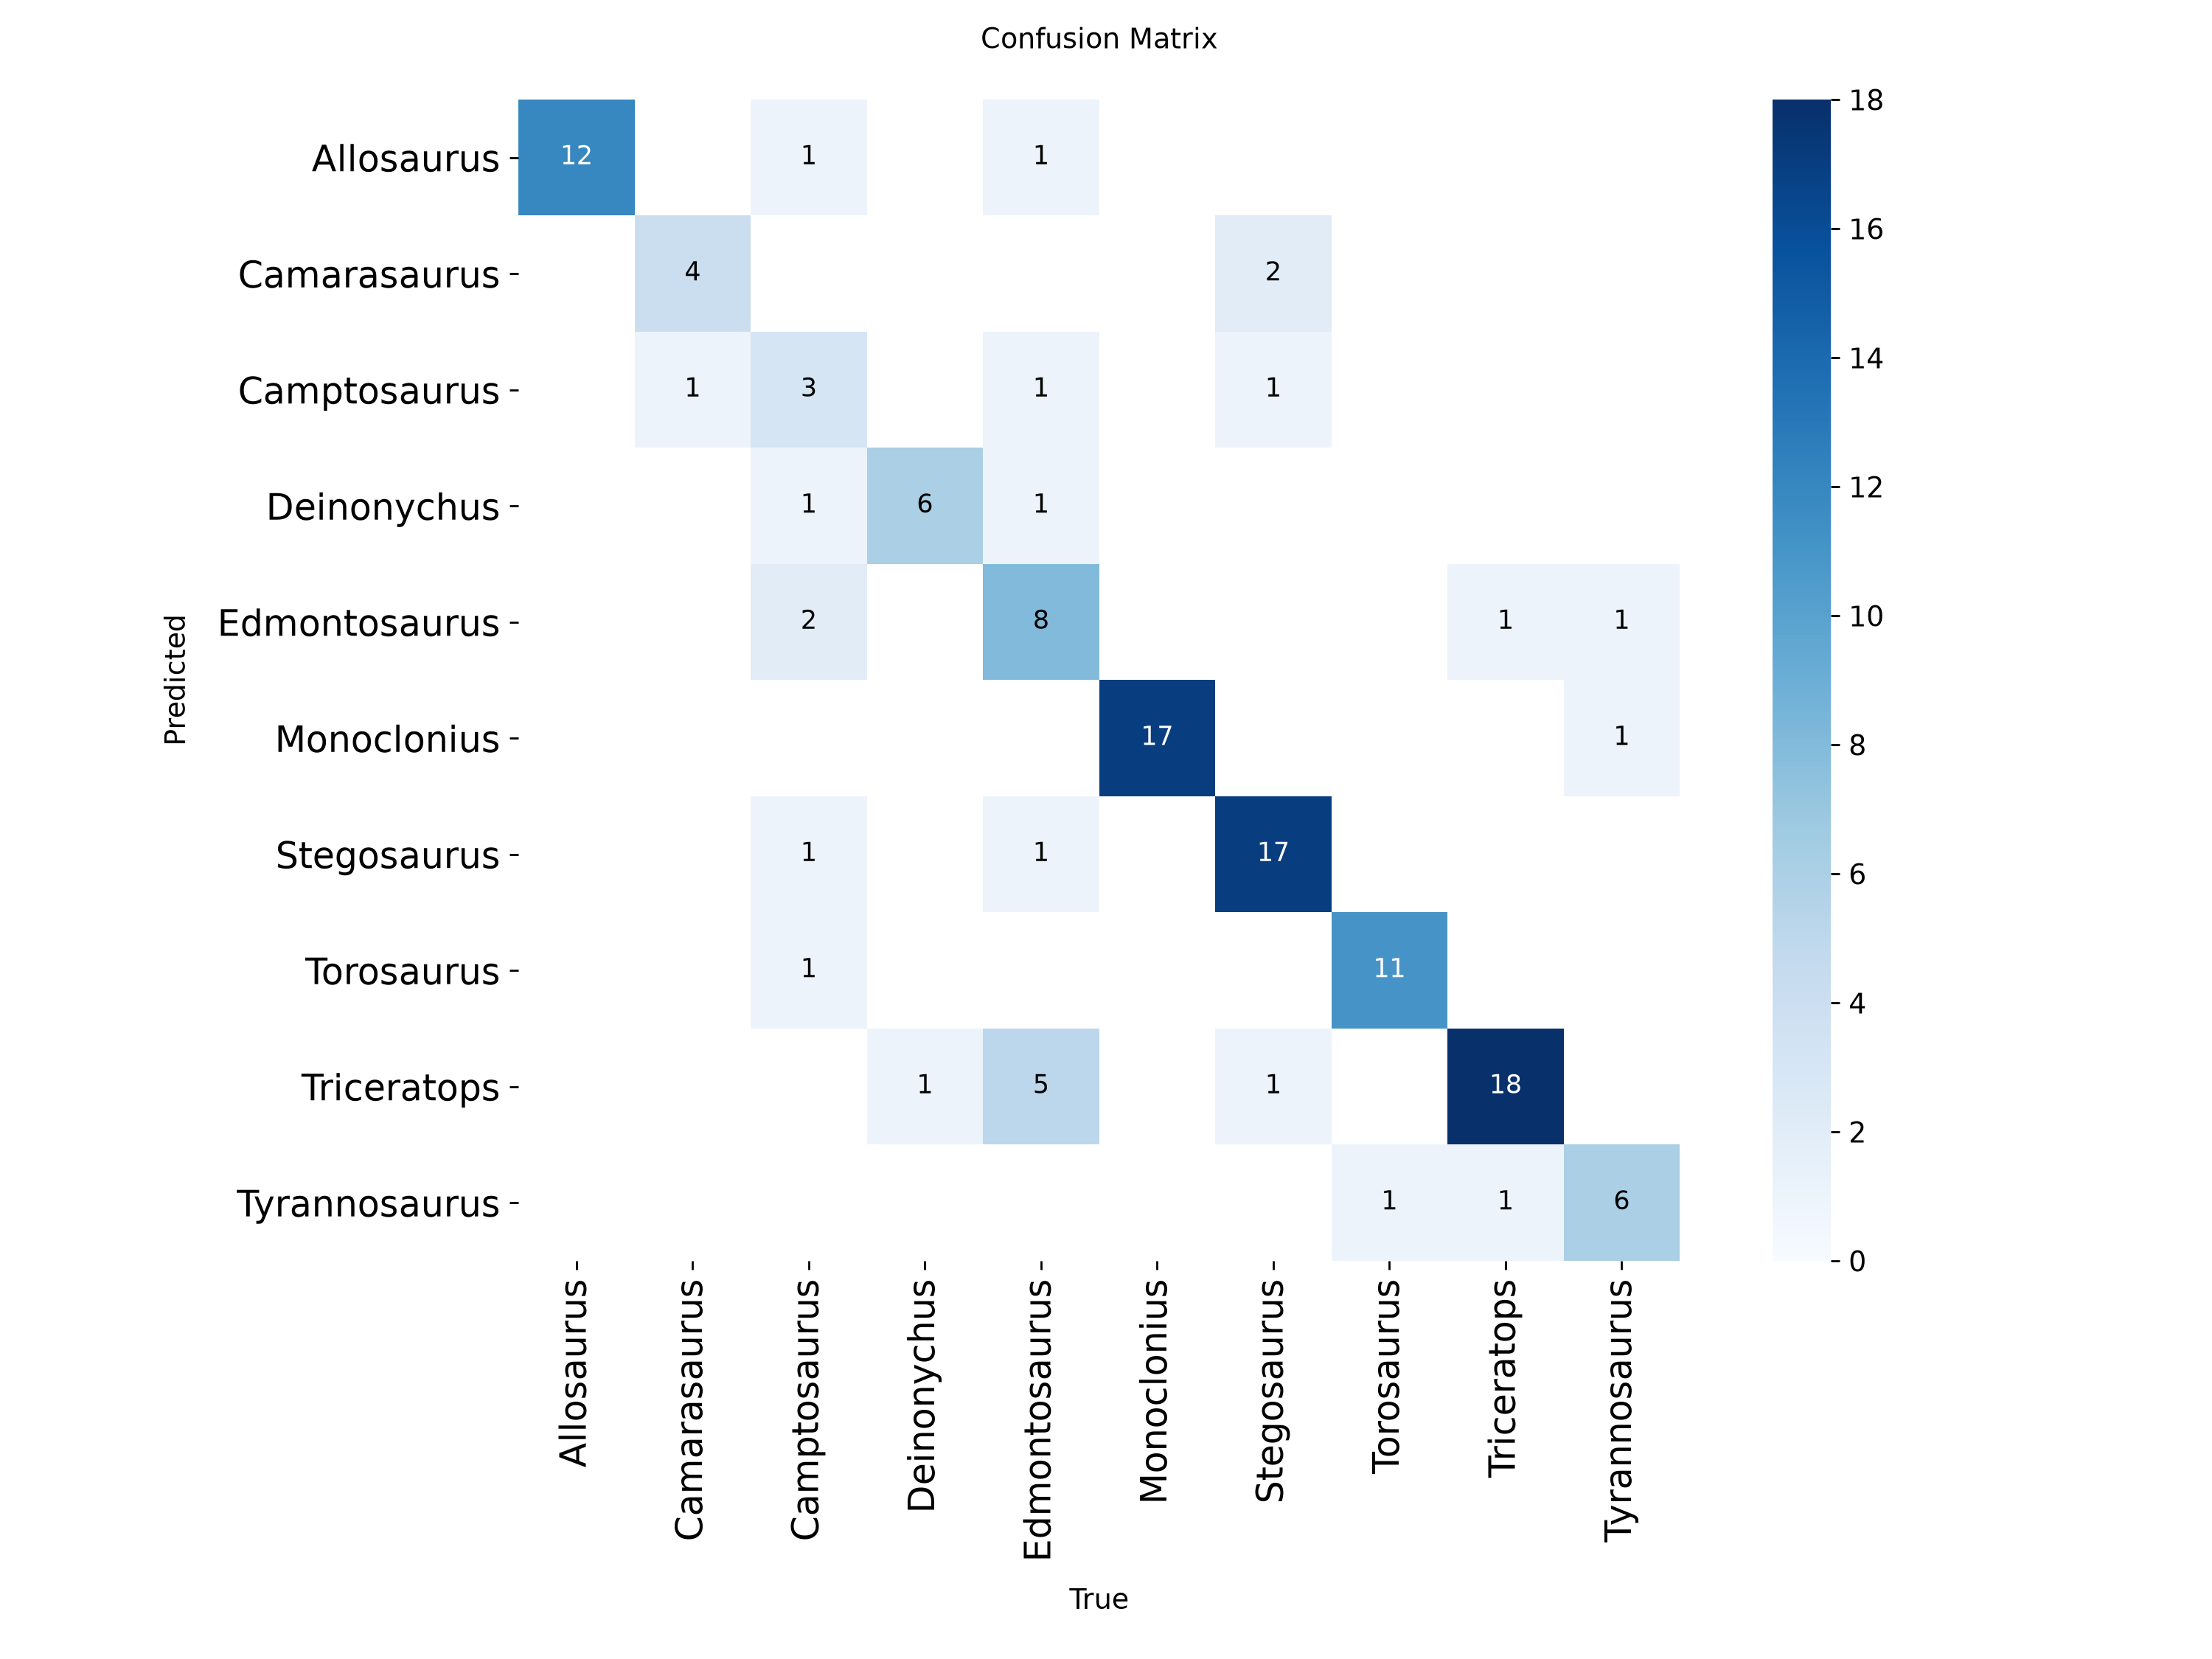 Confusion Matrix
Allosaurus 12 1 1
Camarasaurus 4 2
Camptosaurus 1 3 1 1
Deinonychus 1 6 1
Edmontosaurus 2 8 1 1
Monoclonius 17 1
Stegosaurus 1 1 17
Torosaurus 1 11
Triceratops 1 5 1 18
Tyrannosaurus 1 1 6
Predicted
Allosaurus
Camarasaurus
Camptosaurus
Deinonychus
Edmontosaurus
Monoclonius
Stegosaurus
Torosaurus
Triceratops
Tyrannosaurus
True
18
16
14
12
10
8
6
4
2
0